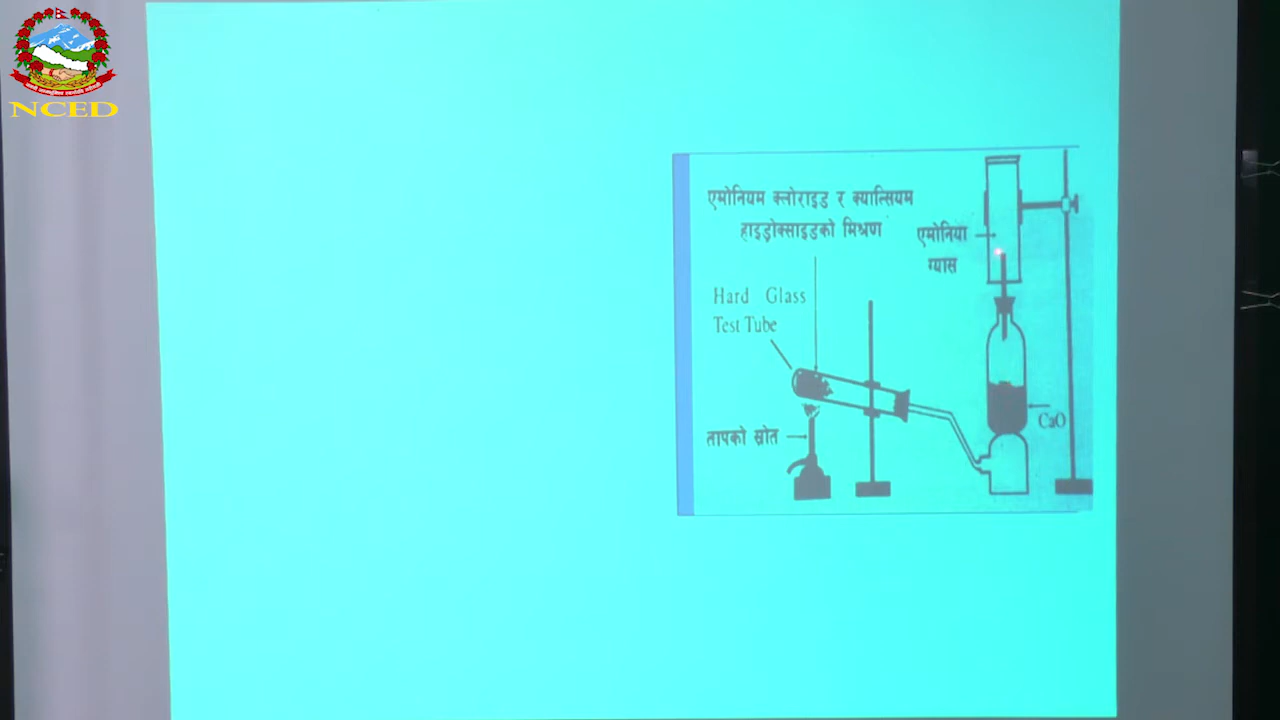 NCED
एमोनियम क्लोराइड र क्याल्सियम
हाइड्रोक्साइडको मिश्रण
एमोनिया
ग्यास
Hard Glass
Test Tube
तापको स्रोत
CaO